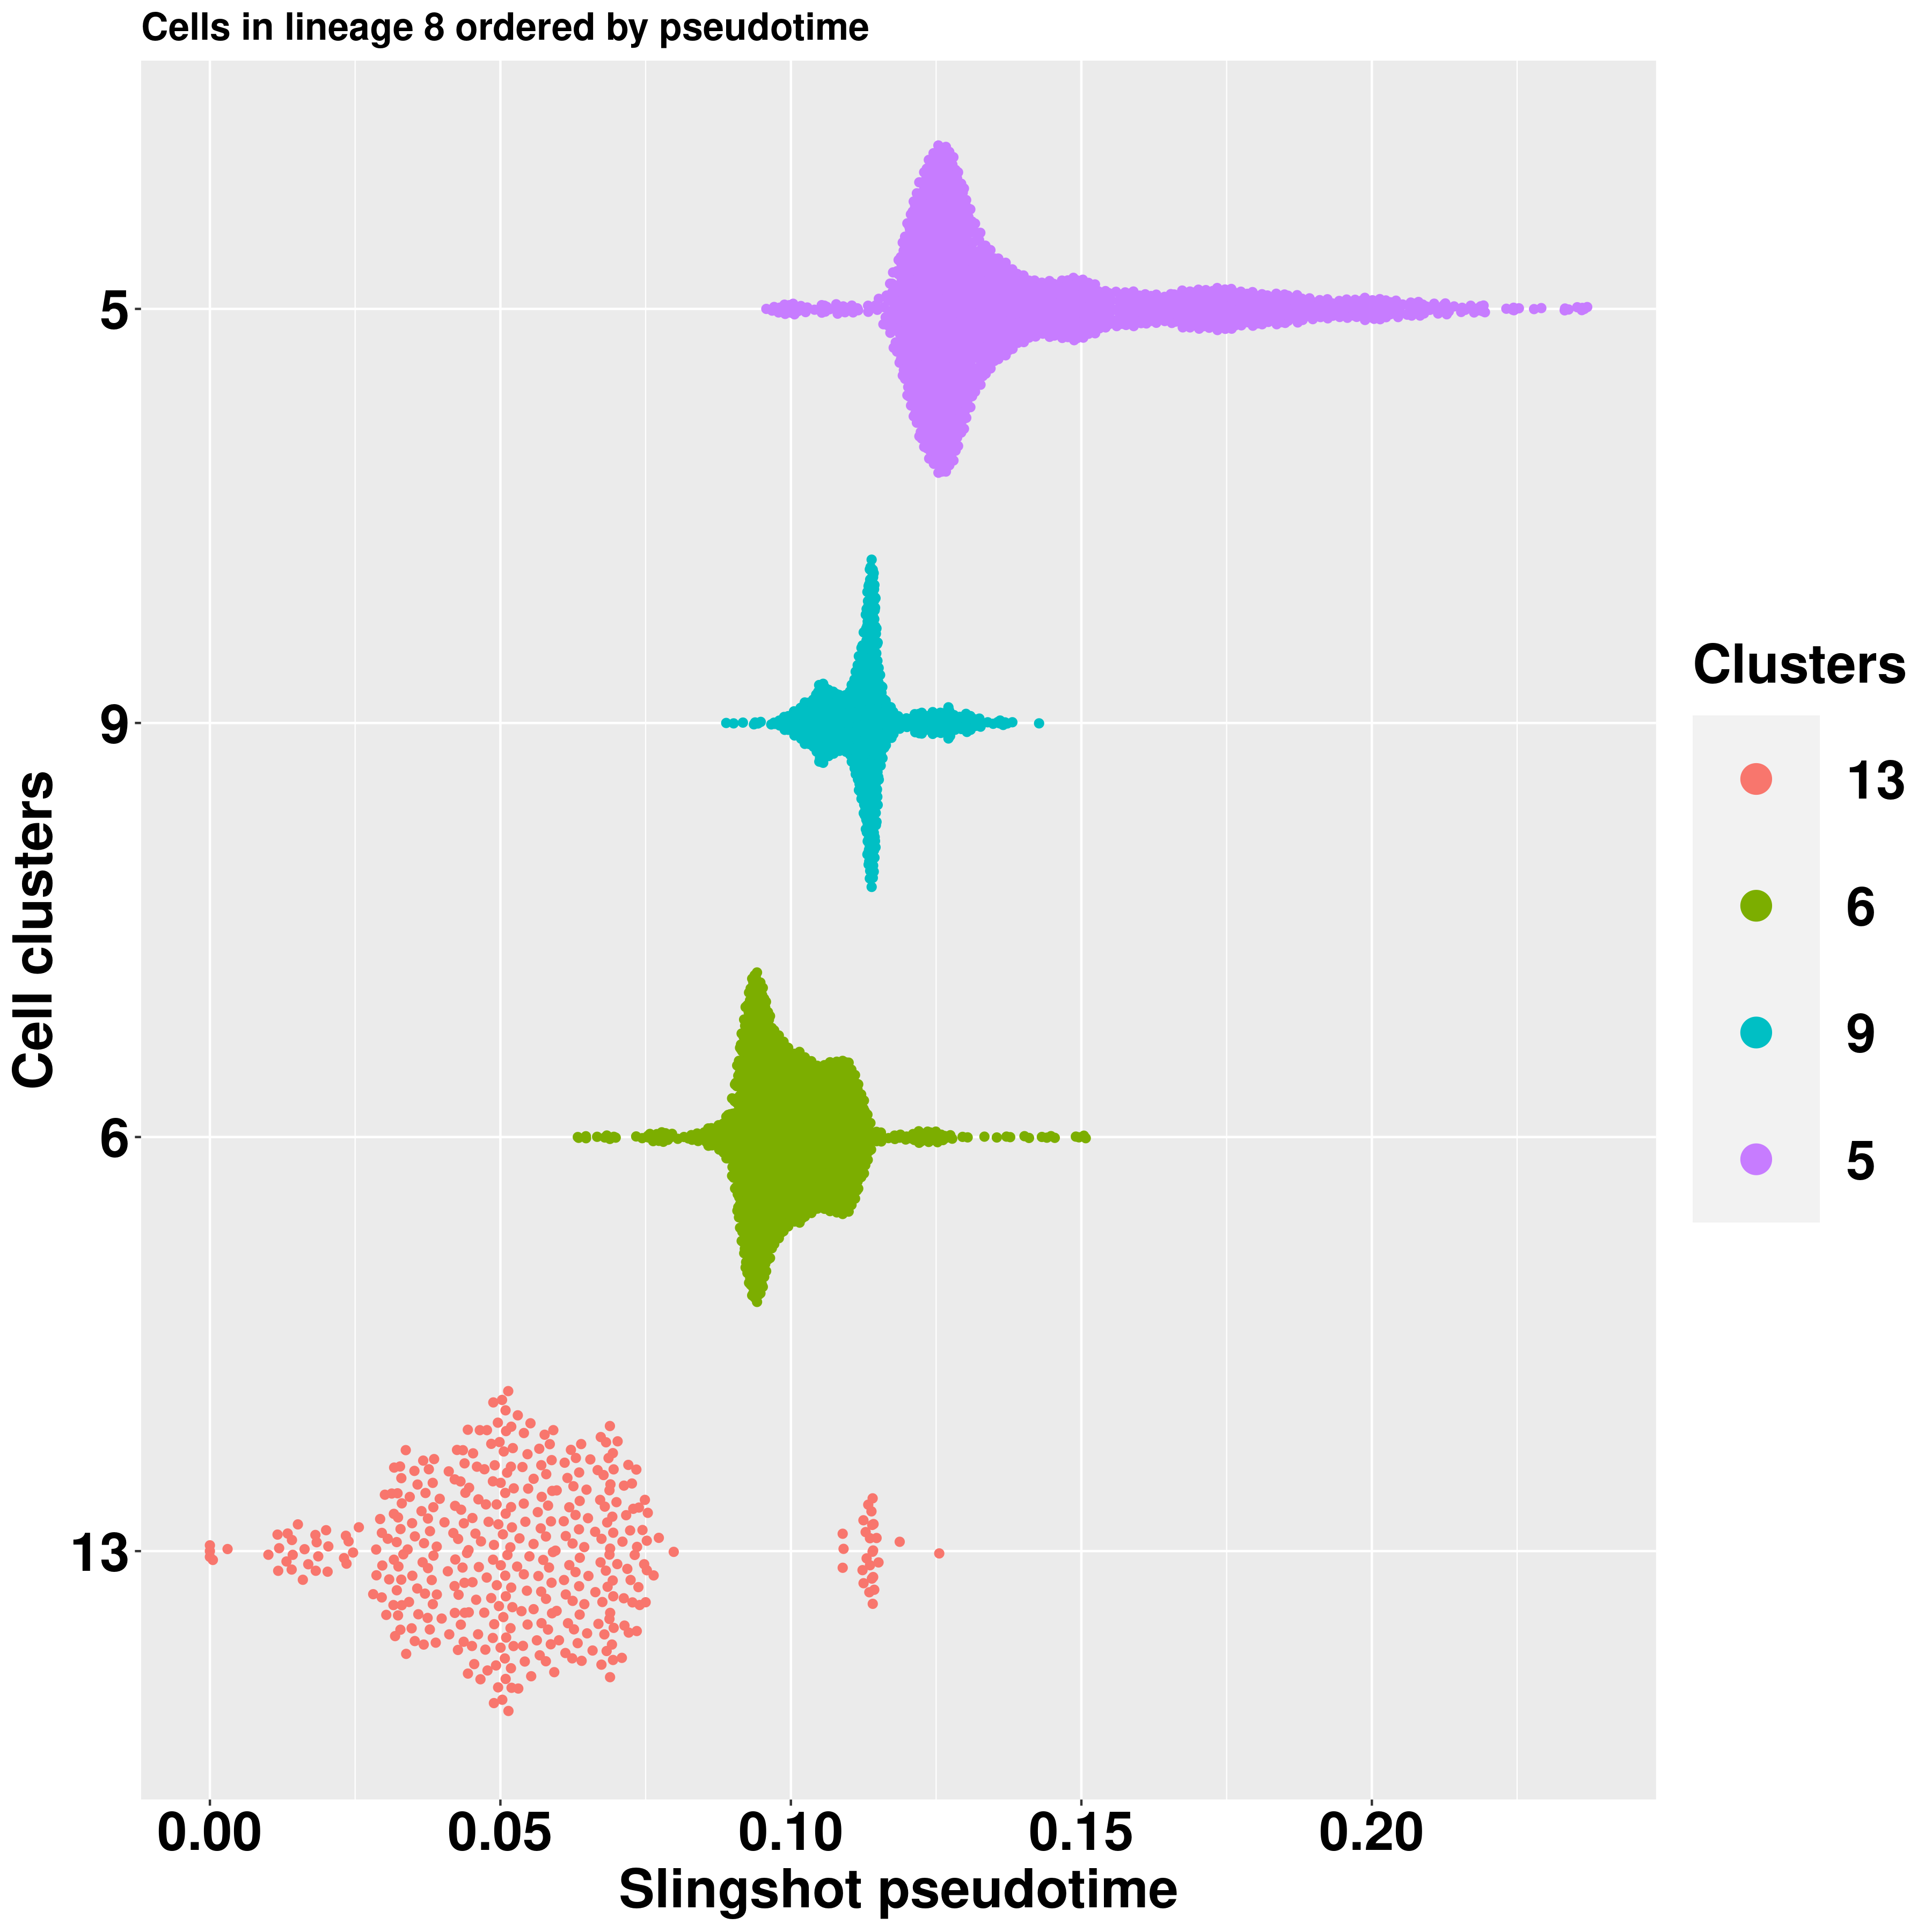 Cells in lineage 8 ordered by pseudotime
Cell clusters
5
9
6
13
0.00 0.05 0.10 0.15 0.20
Slingshot pseudotime
Clusters
13
6
9
5